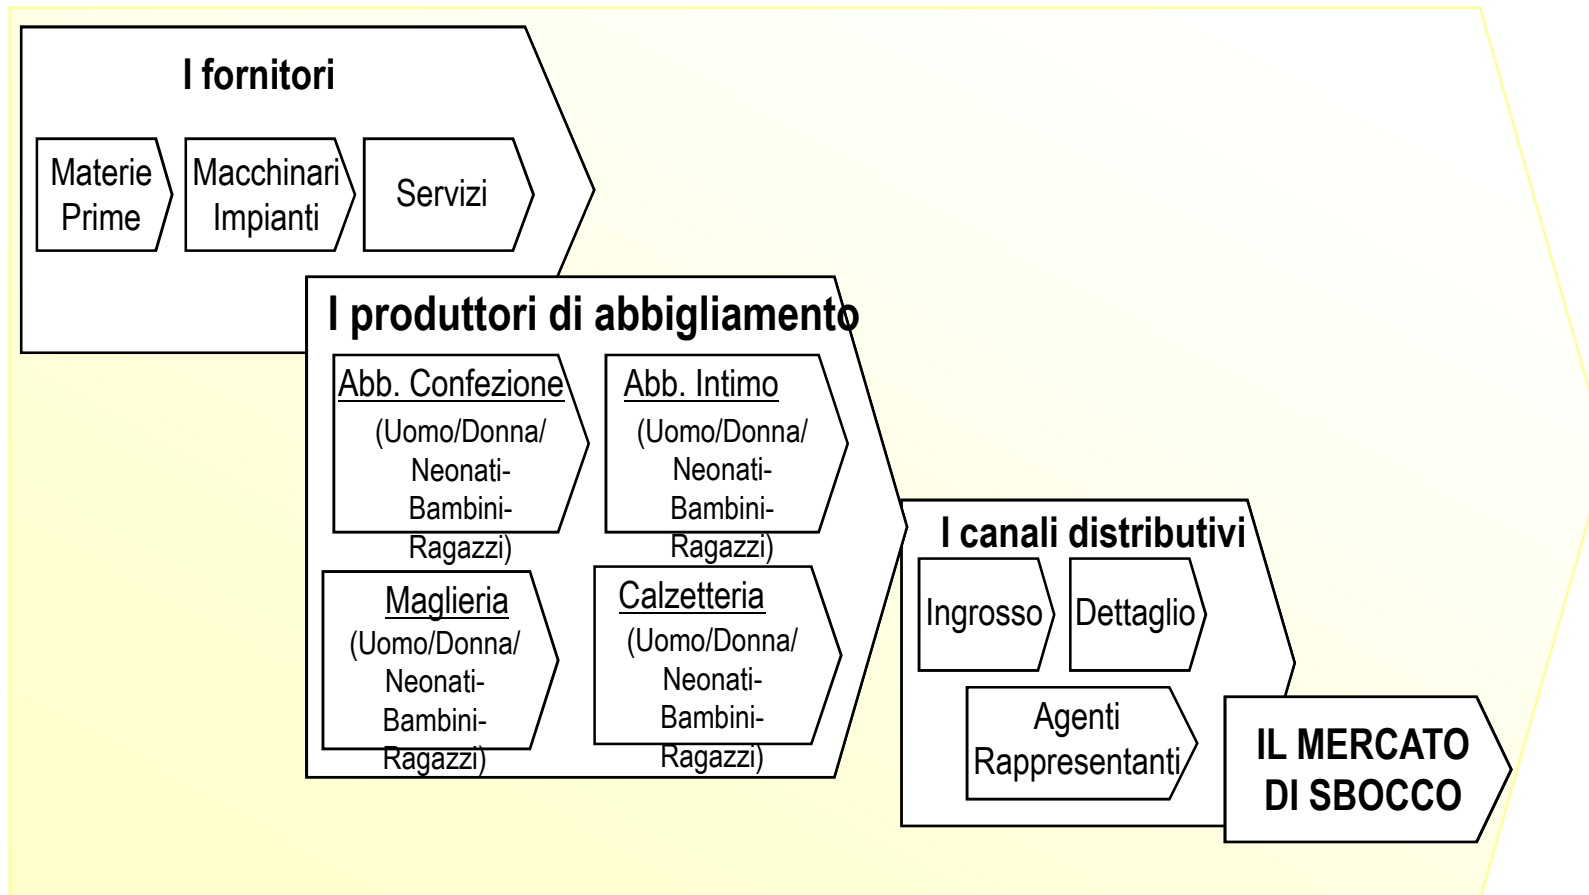 I fornitori
Materie
Prime
Macchinari
Impianti
Servizi
I produttori di abbigliamento
Abb. Confezione
(Uomo/Donna/
Neonati-
Bambini-
Ragazzi)
Abb. Intimo
(Uomo/Donna/
Neonati-
Bambini-
Ragazzi)
Maglieria
(Uomo/Donna/
Neonati-
Bambini-
Ragazzi)
Calzetteria
(Uomo/Donna/
Neonati-
Bambini-
Ragazzi)
I canali distributivi
Ingrosso
Dettaglio
Agenti
Rappresentanti
IL MERCATO
DI SBOCCO